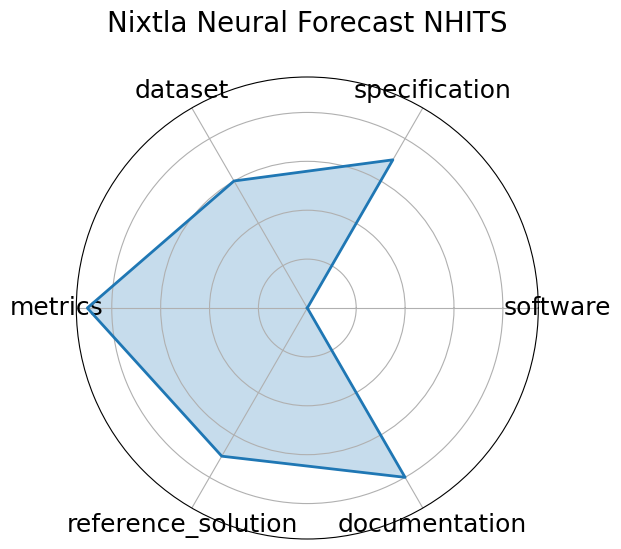 Nixtla Neural Forecast NHITS
dataset
specification
metrics
software
reference_solution
documentation